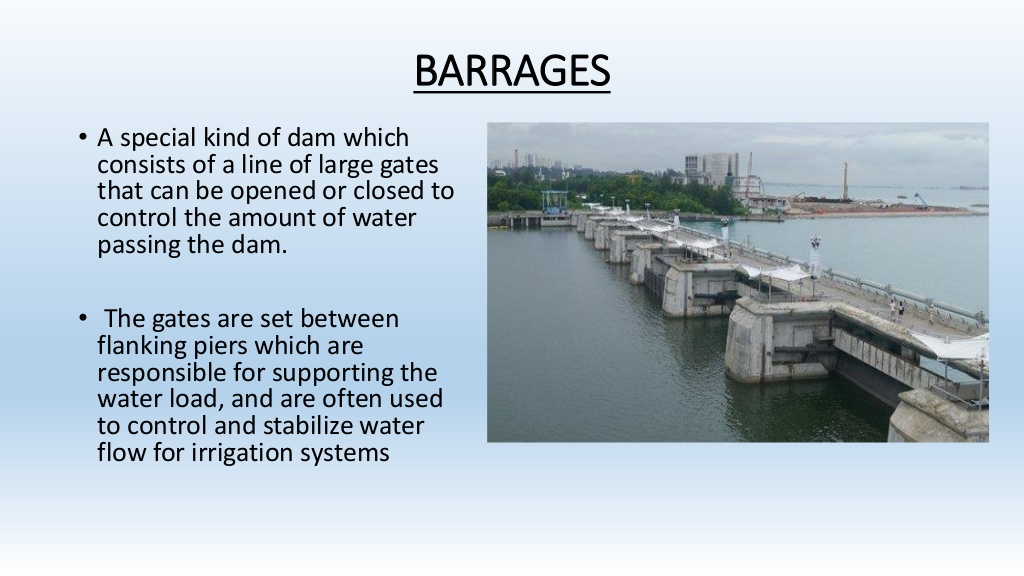 BARRAGES
• A special kind of dam which
consists of a line of large gates
that can be opened or closed to
control the amount of water
passing the dam.
• The gates are set between
flanking piers which are
responsible for supporting the
water load, and are often used
to control and stabilize water
flow for irrigation systems